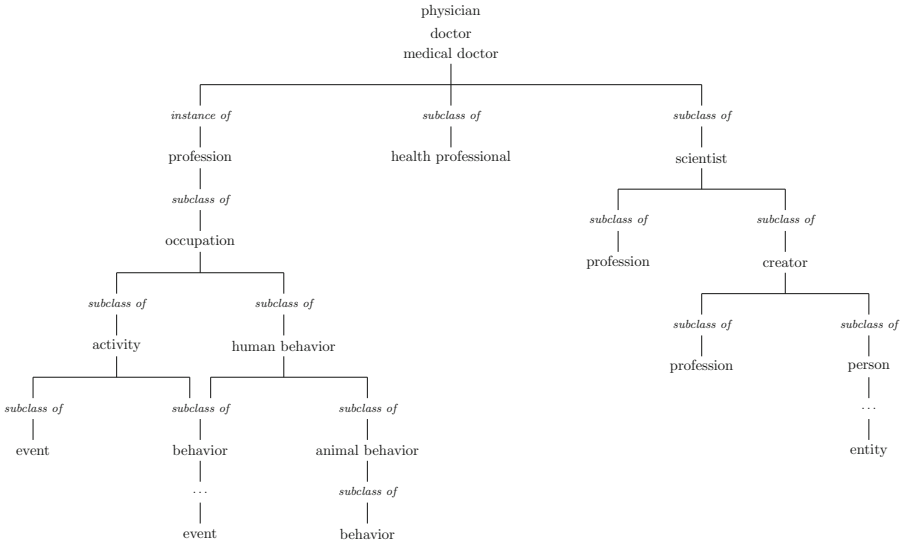 physician
doctor
medical doctor
instance of
subclass of
subclass of
profession
health professional
scientist
subclass of
subclass of
subclass of
occupation
profession
creator
subclass of
subclass of
subclass of
subclass of
activity
human behavior
profession
person
subclass of
subclass of
subclass of
...
event
behavior
animal behavior
entity
...
subclass of
event
behavior